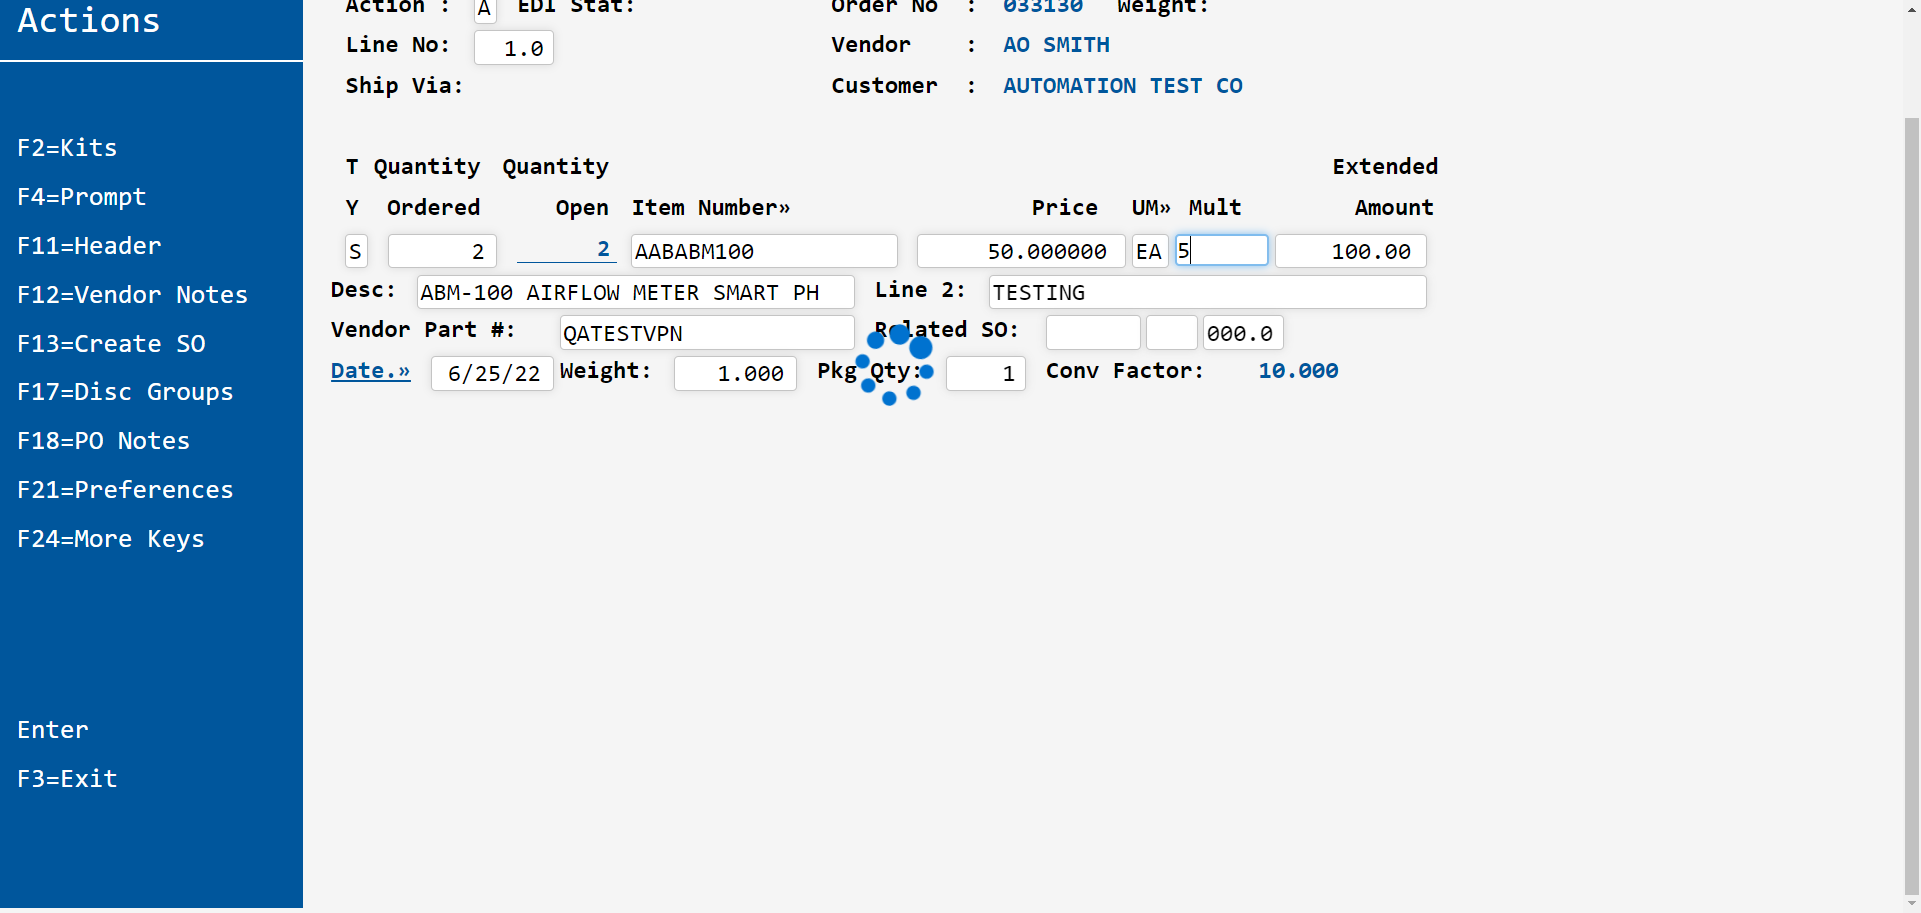 Actions
F2=Kits
F4=Prompt
F11=Header
F12=Vendor Notes
F13=Create SO
F17=Disc Groups
F18=PO Notes
F21=Preferences
F24=More Keys
Enter
F3=Exit
Action : A EDI Stat: Order No : 033130 Weight:
Line No: 1.0 Vendor : AO SMITH
Ship Via: Customer : AUTOMATION TEST CO
T Quantity Quantity Extended
Y Ordered Open Item Number» Price UM» Mult Amount
S 2 2 AABABM100 50.000000 EA 5 100.00
Desc: ABM-100 AIRFLOW METER SMART PH Line 2: TESTING
Vendor Part #: QATESTVPN Related SO: 000.0
Date.» 6/25/22 Weight: 1.000 Pkg Qty: 1 Conv Factor: 10.000